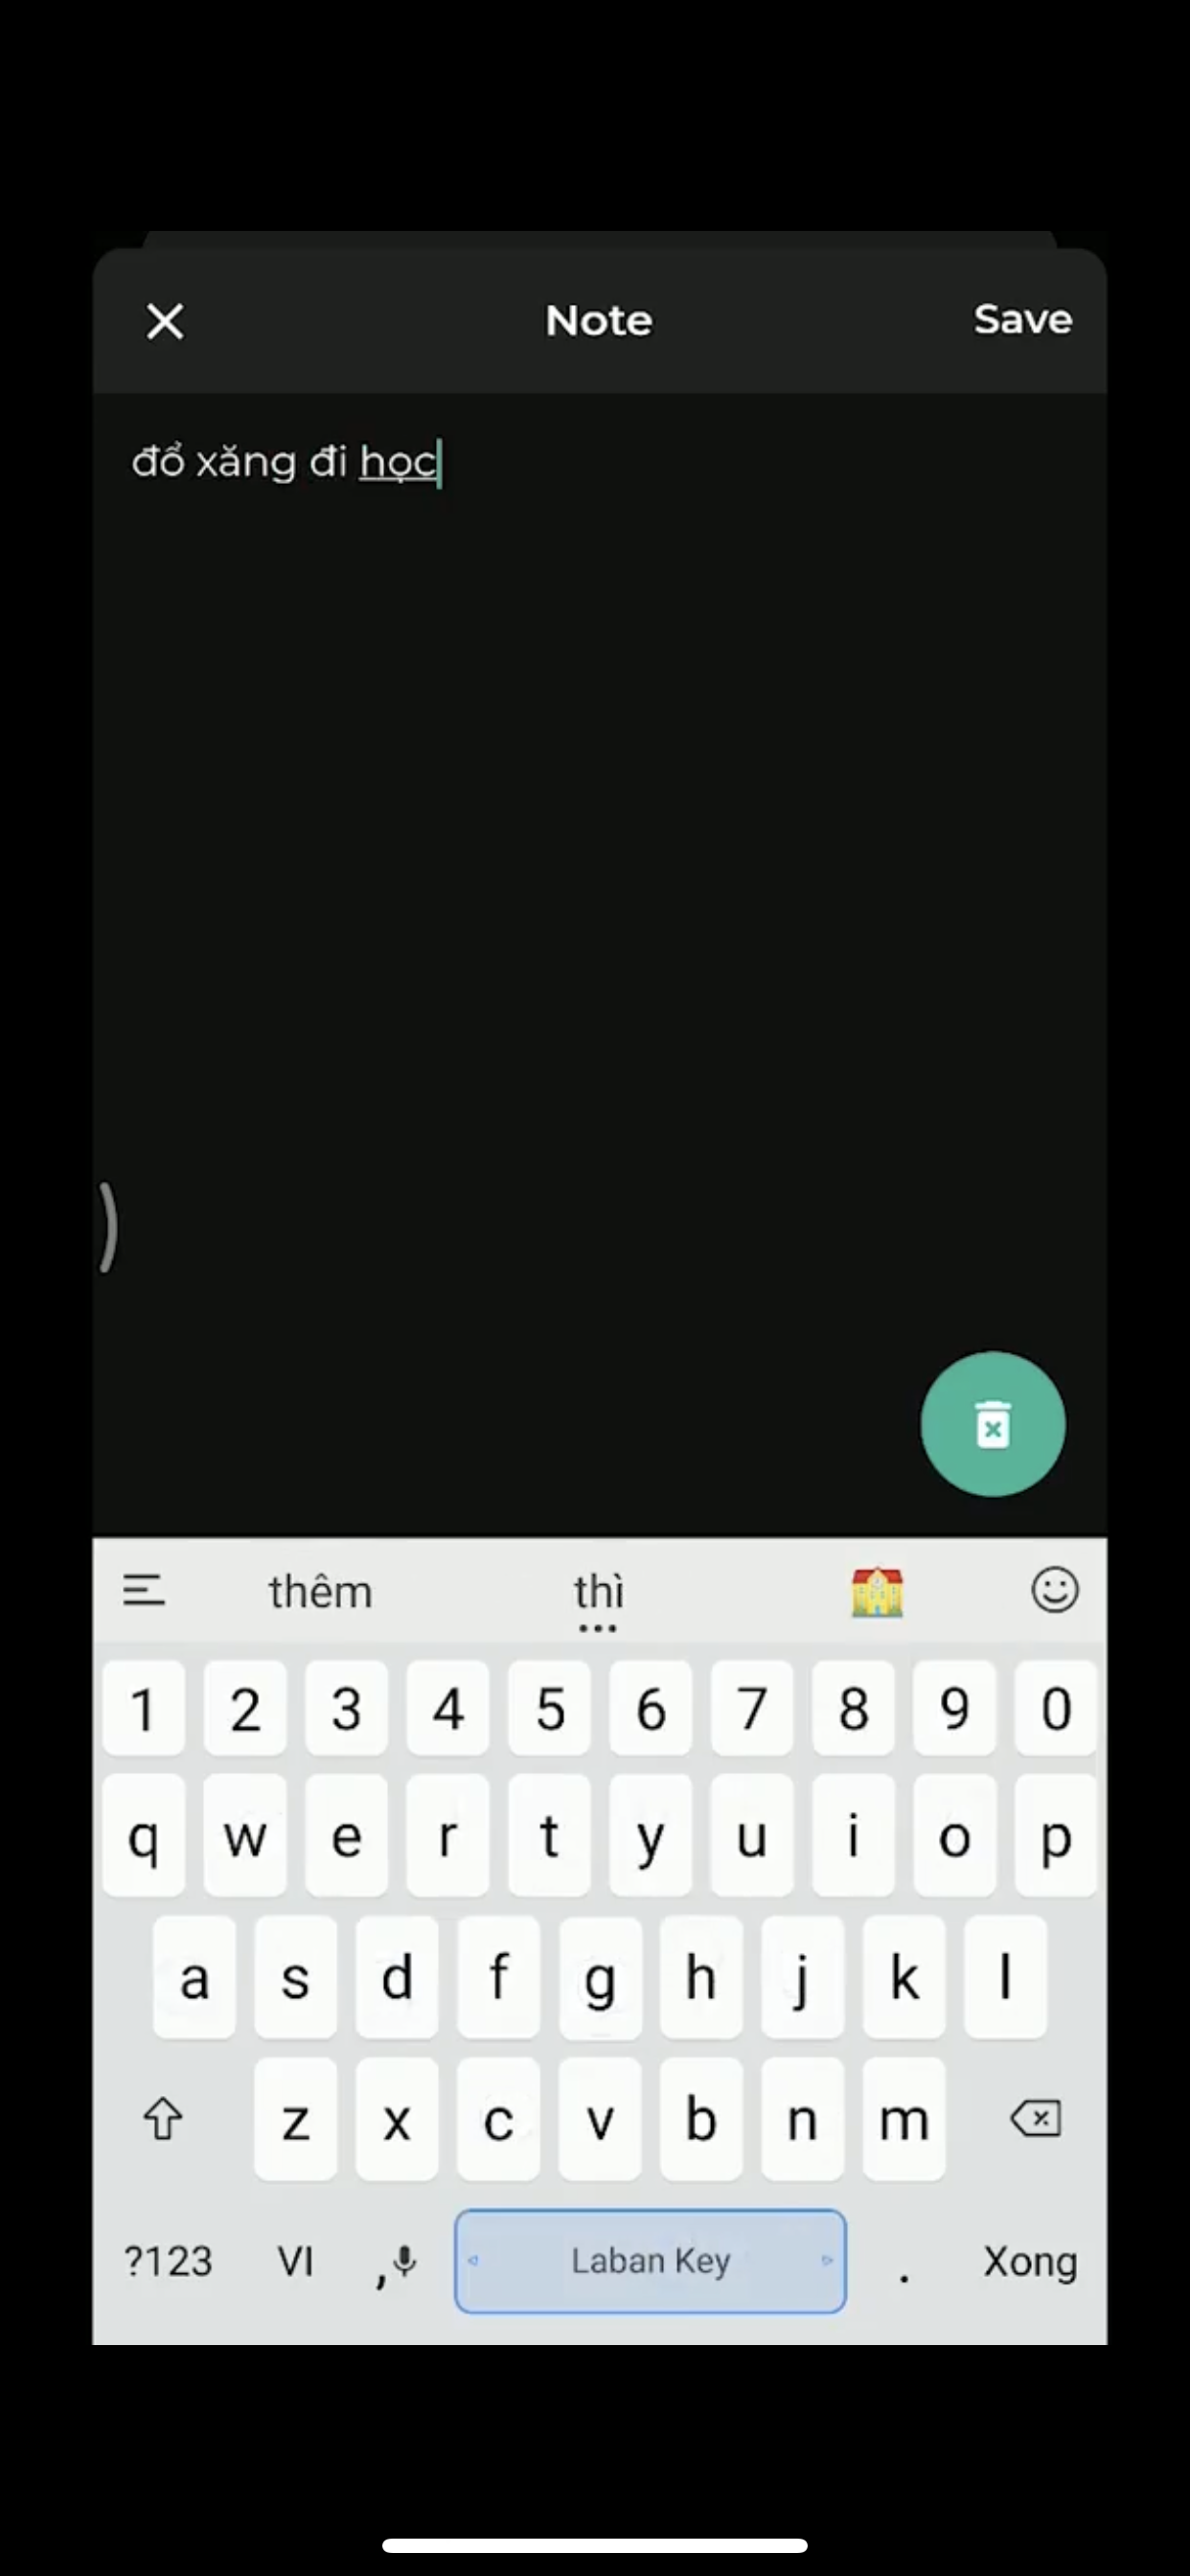 Note Save
đổ xăng đi học
thêm thì
1 2 3 4 5 6 7 8 9 0
q w e r t y u i o p
a s d f g h j k l
z x c v b n m
?123 VI , Laban Key . Xong